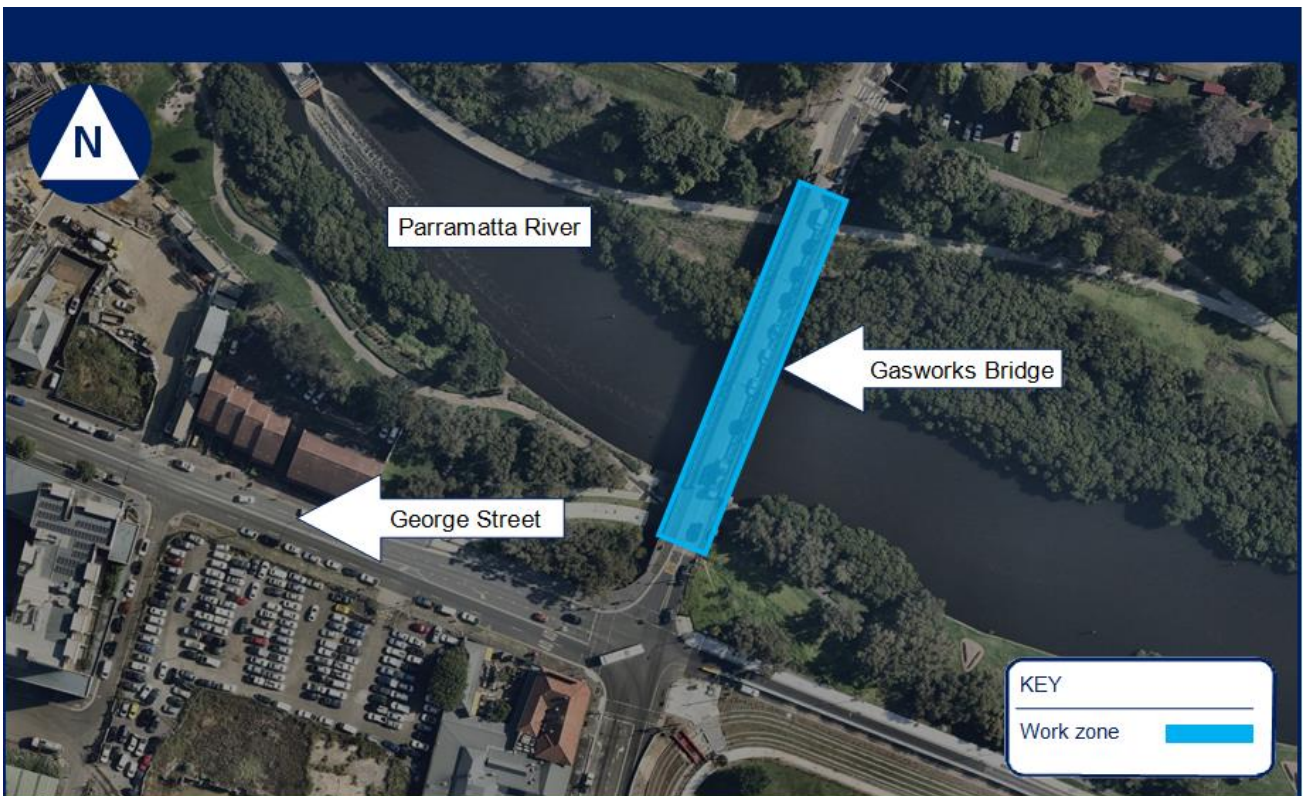 N
Parramatta River
Gasworks Bridge
George Street
KEY
Work zone